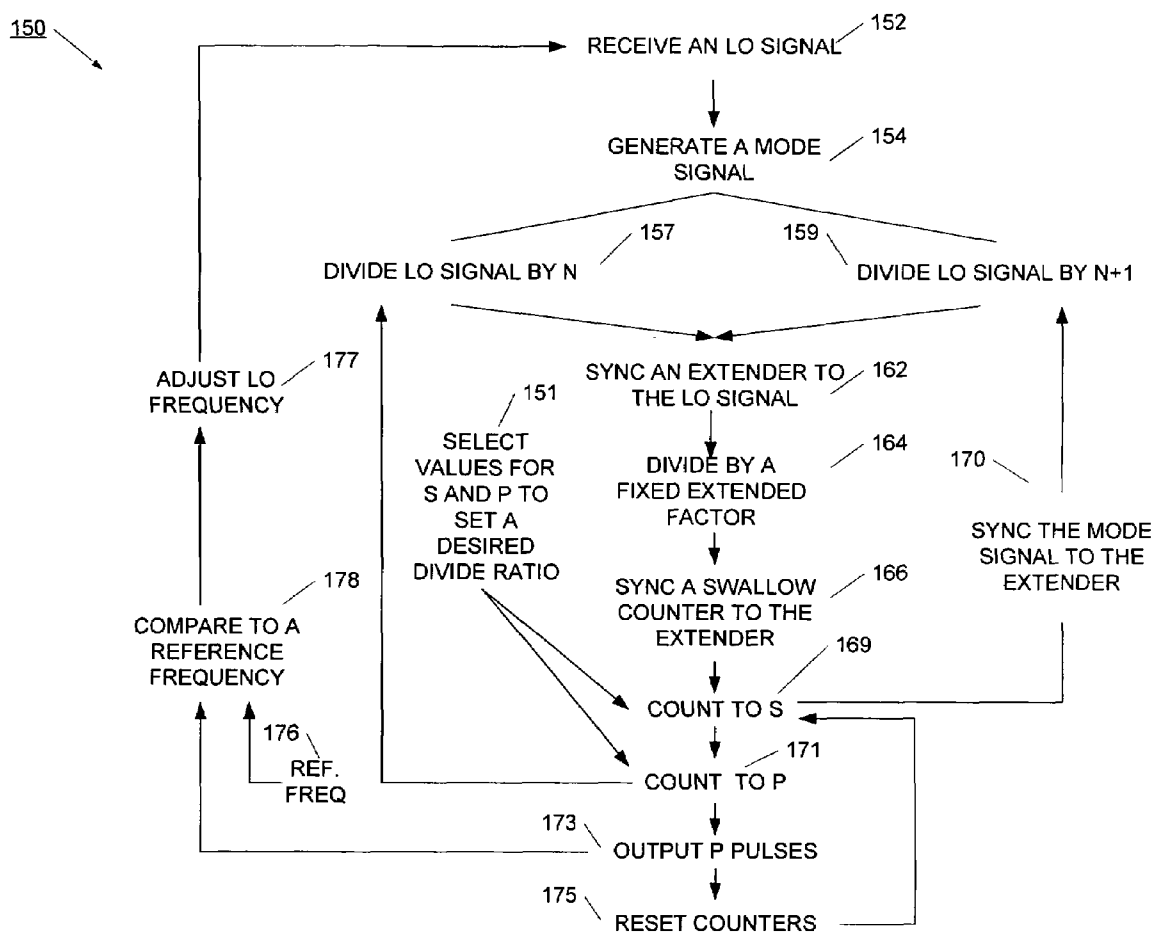 150
152
RECEIVE AN LO SIGNAL
154
GENERATE A MODE
SIGNAL
157
159
DIVIDE LO SIGNAL BY N
DIVIDE LO SIGNAL BY N+1
177
ADJUST LO
FREQUENCY
162
SYNC AN EXTENDER TO
THE LO SIGNAL
151
SELECT
VALUES FOR
S AND P TO
SET A
DESIRED
DIVIDE RATIO
164
DIVIDE BY A
FIXED EXTENDED
FACTOR
170
SYNC THE MODE
SIGNAL TO THE
EXTENDER
178
COMPARE TO A
REFERENCE
FREQUENCY
166
SYNC A SWALLOW
COUNTER TO THE
EXTENDER
169
COUNT TO S
176
REF.
FREQ
171
COUNT TO P
173
OUTPUT P PULSES
175
RESET COUNTERS